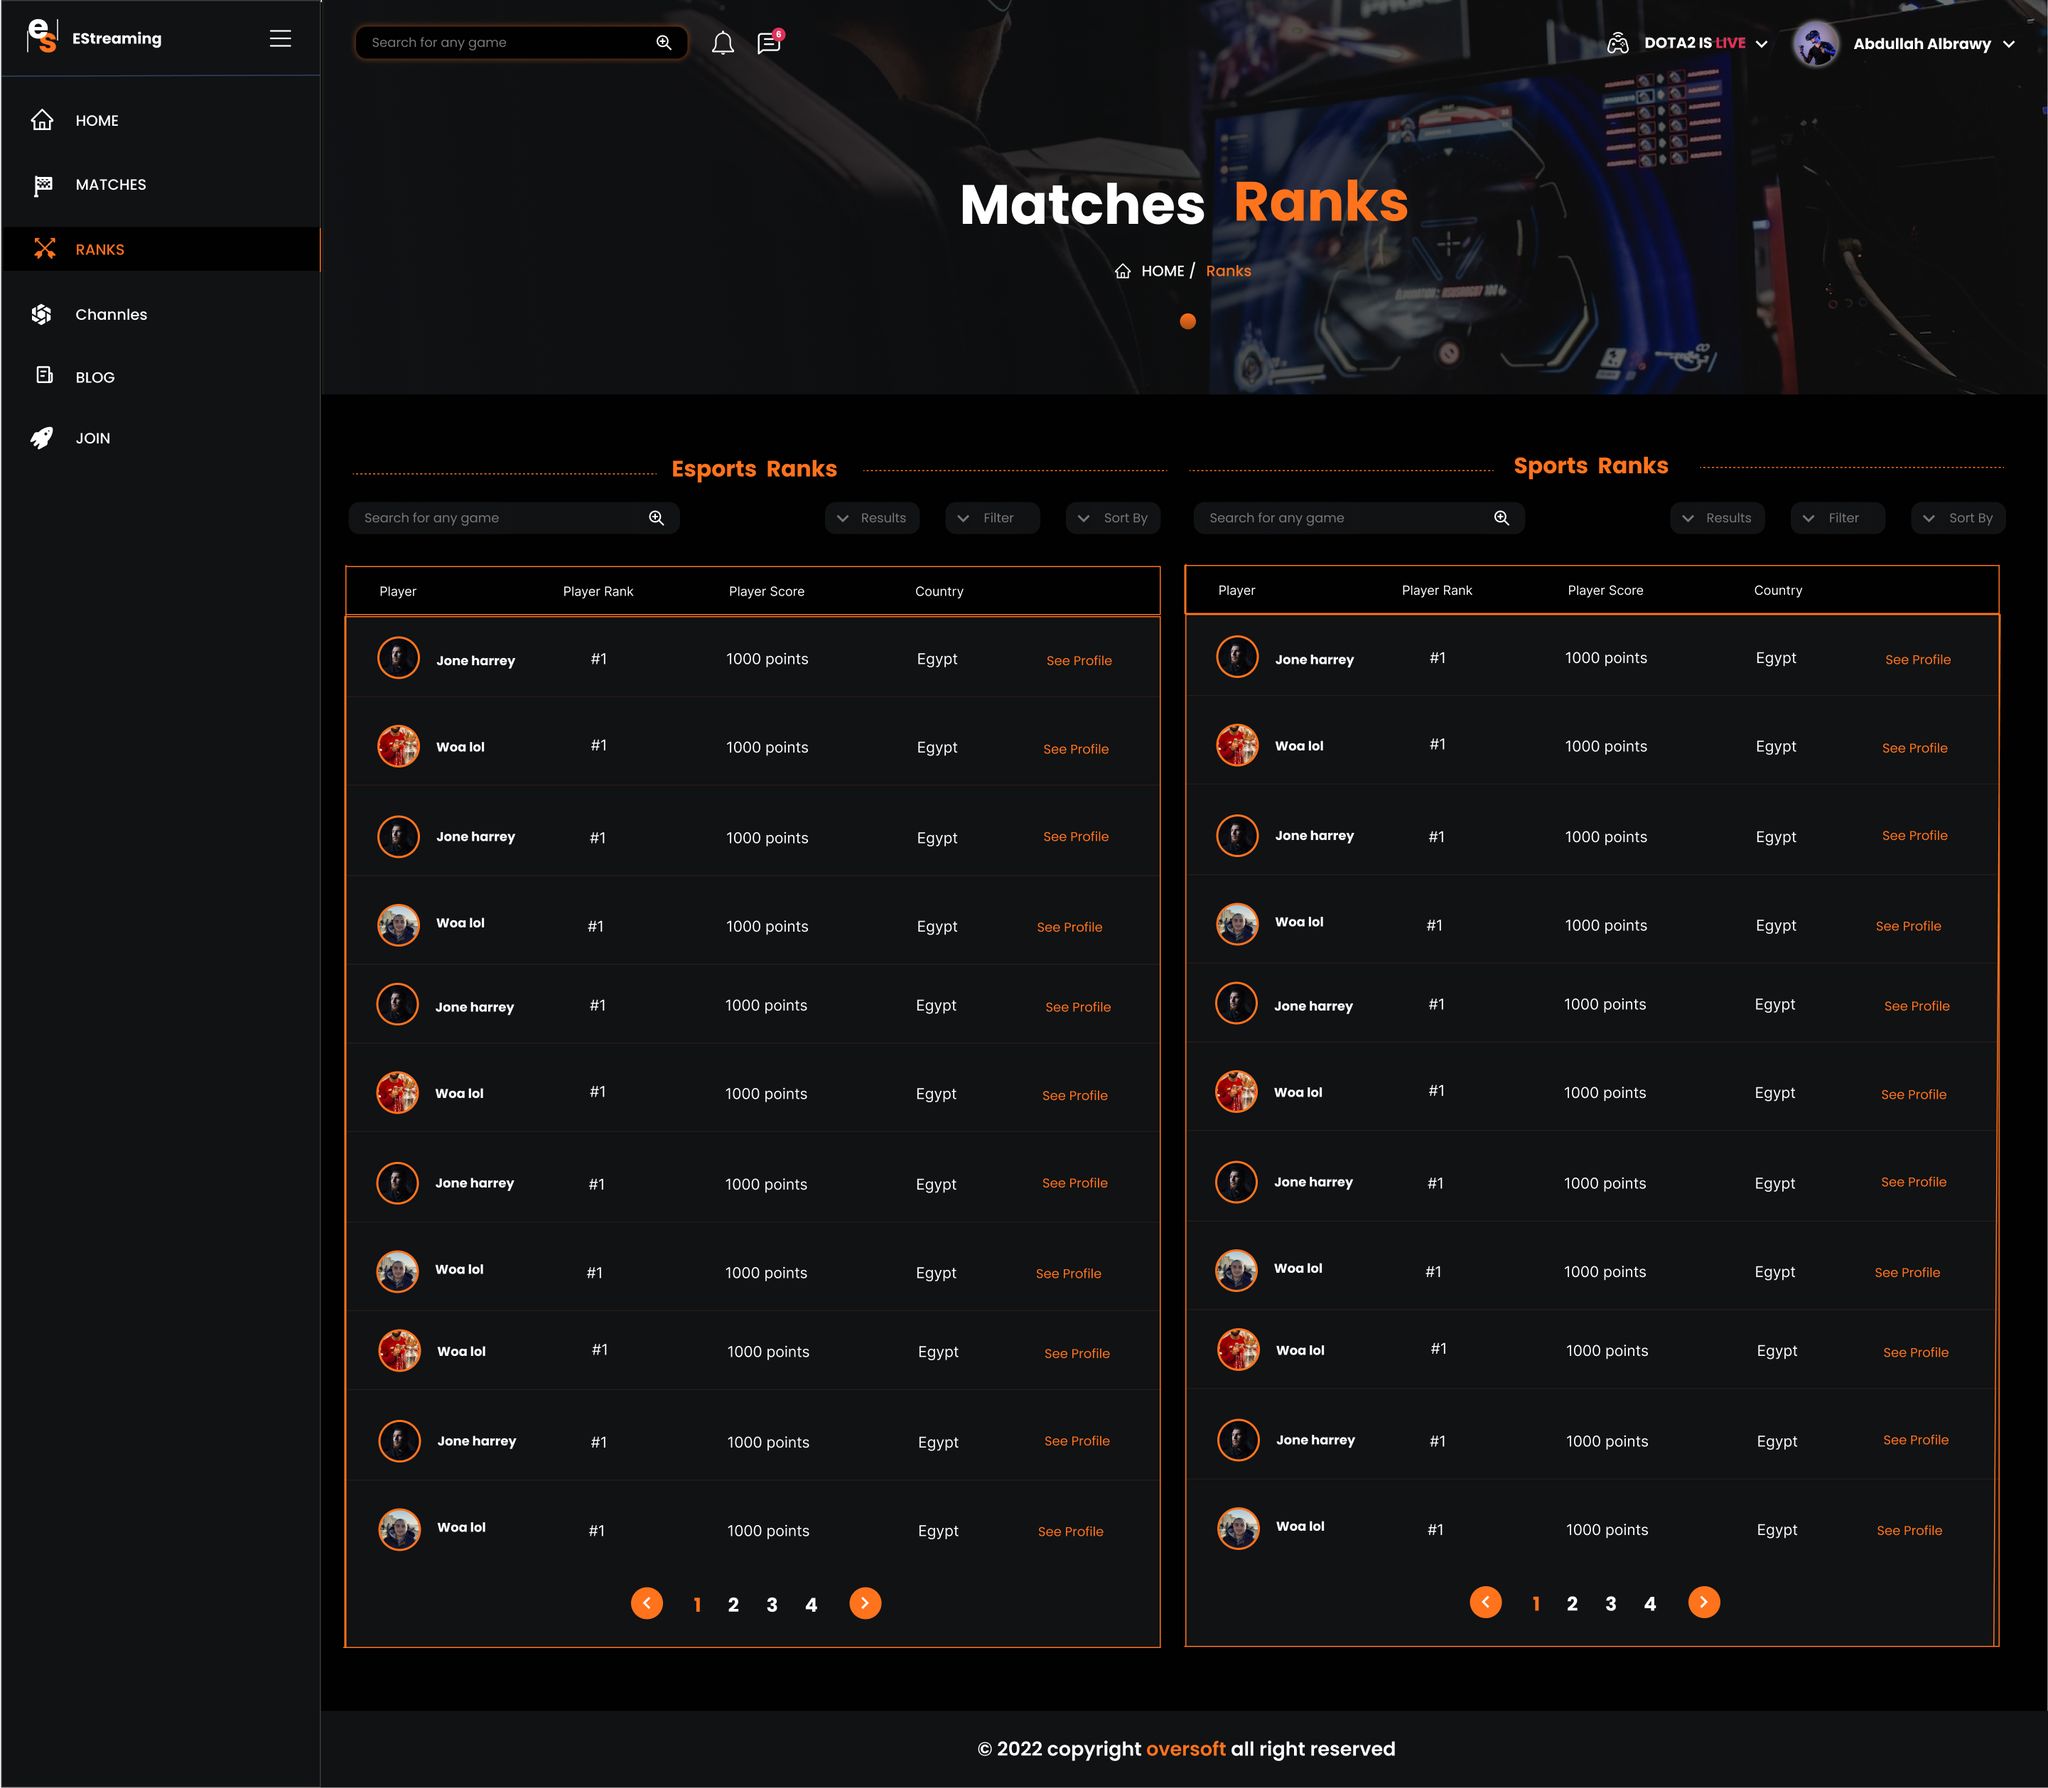 es EStreaming
Search for any game
6
DOTA2 IS LIVE
Abdullah Albrawy
HOME
MATCHES
RANKS
Channles
BLOG
JOIN
Matches Ranks
HOME / Ranks
Esports Ranks
Search for any game
Results
Filter
Sort By
Player
Player Rank
Player Score
Country
Jone harrey #1 1000 points Egypt See Profile
Woa lol #1 1000 points Egypt See Profile
Jone harrey #1 1000 points Egypt See Profile
Woa lol #1 1000 points Egypt See Profile
Jone harrey #1 1000 points Egypt See Profile
Woa lol #1 1000 points Egypt See Profile
Jone harrey #1 1000 points Egypt See Profile
Woa lol #1 1000 points Egypt See Profile
Woa lol #1 1000 points Egypt See Profile
Jone harrey #1 1000 points Egypt See Profile
Woa lol #1 1000 points Egypt See Profile
1 2 3 4
Sports Ranks
Search for any game
Results
Filter
Sort By
Player
Player Rank
Player Score
Country
Jone harrey #1 1000 points Egypt See Profile
Woa lol #1 1000 points Egypt See Profile
Jone harrey #1 1000 points Egypt See Profile
Woa lol #1 1000 points Egypt See Profile
Jone harrey #1 1000 points Egypt See Profile
Woa lol #1 1000 points Egypt See Profile
Jone harrey #1 1000 points Egypt See Profile
Woa lol #1 1000 points Egypt See Profile
Woa lol #1 1000 points Egypt See Profile
Jone harrey #1 1000 points Egypt See Profile
Woa lol #1 1000 points Egypt See Profile
1 2 3 4
© 2022 copyright oversoft all right reserved